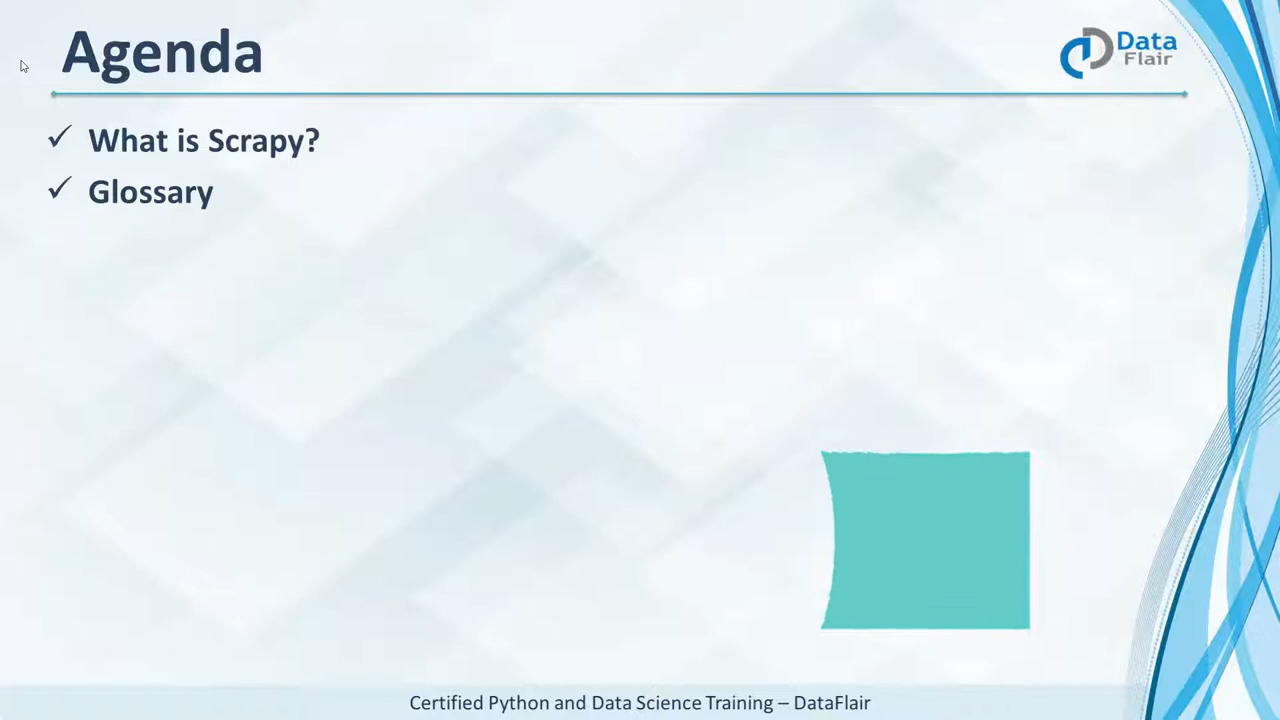 Agenda
Data
Flair
What is Scrapy?
Glossary
Certified Python and Data Science Training – DataFlair